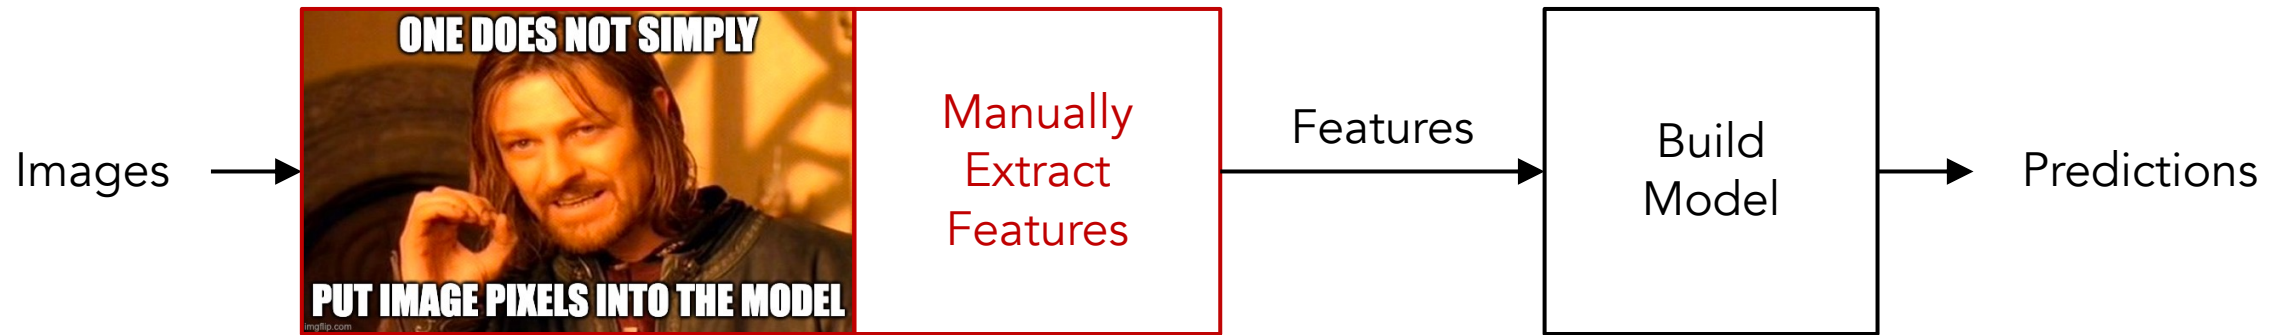 Images
ONE DOES NOT SIMPLY
PUT IMAGE PIXELS INTO THE MODEL
imgflip.com
Manually
Extract
Features
Features
Build
Model
Predictions